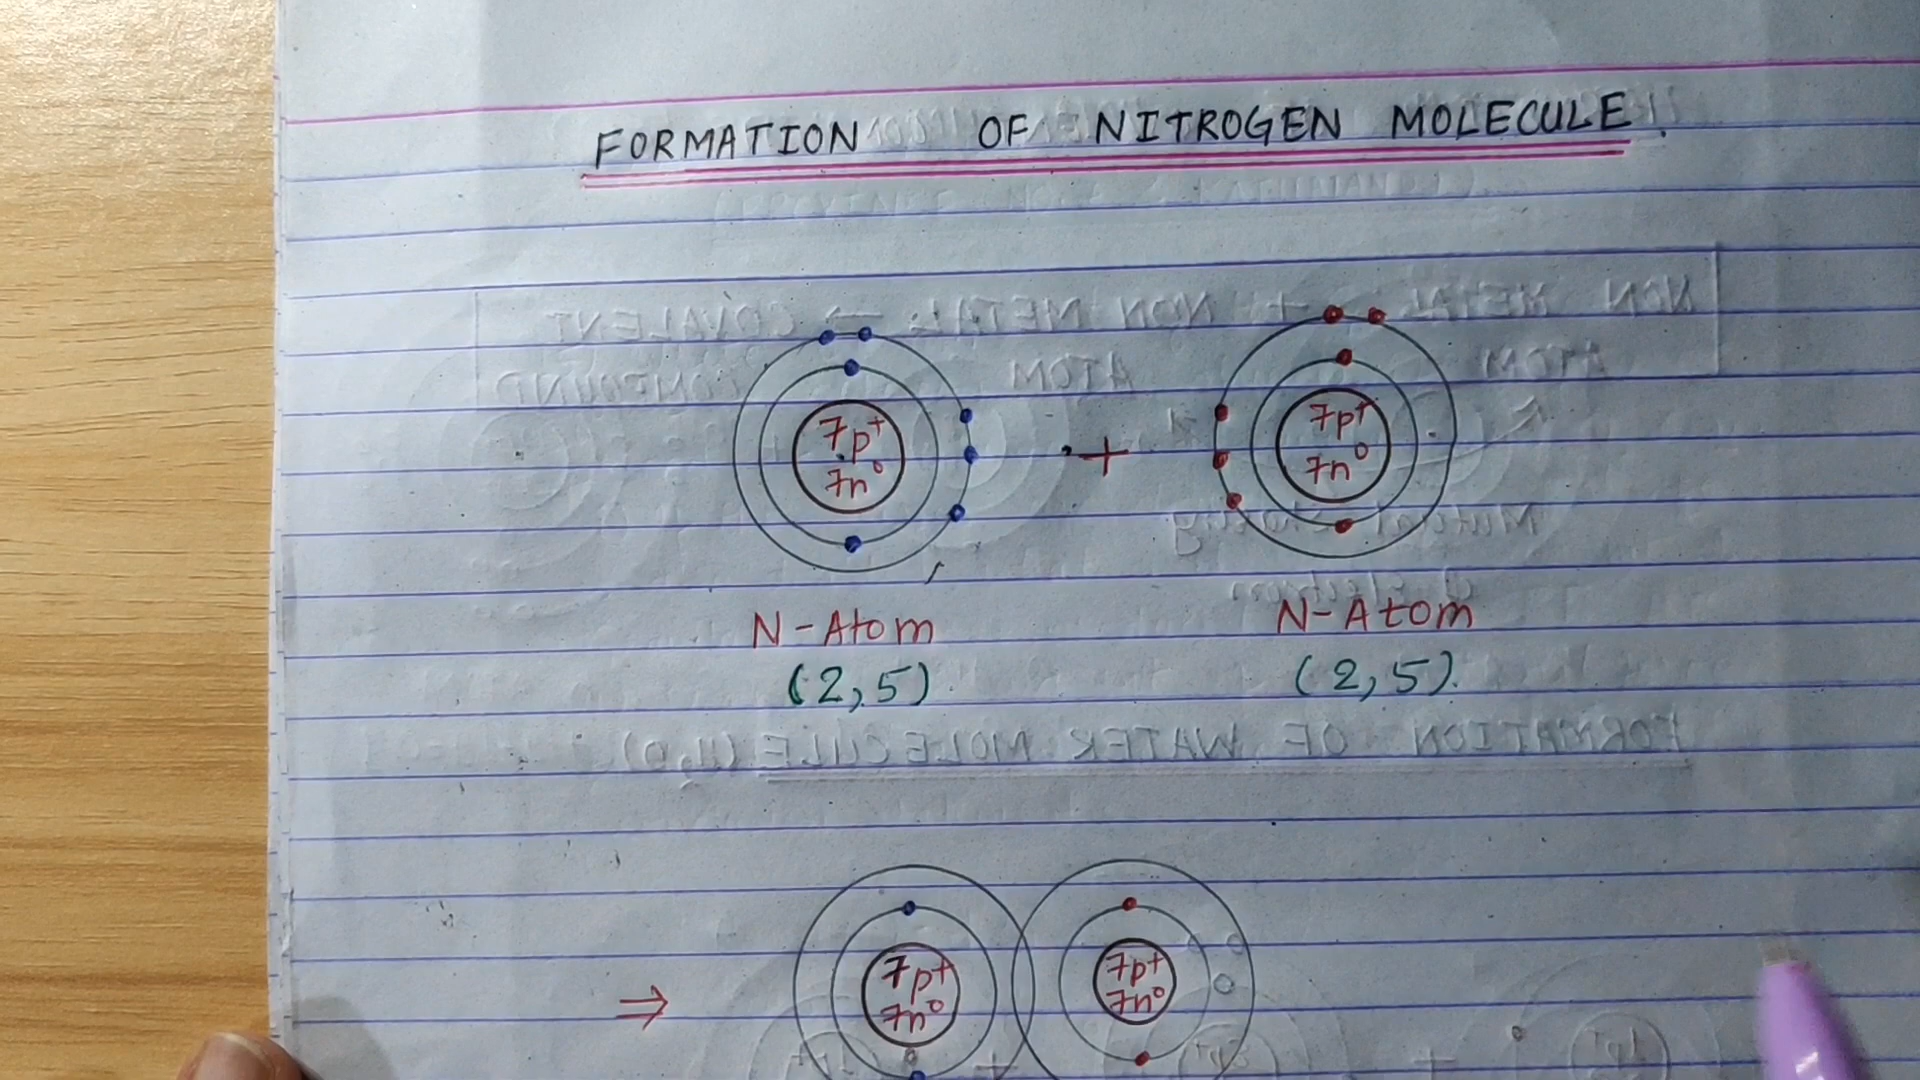 FORMATION OF NITROGEN MOLECULE.
7p⁺ + 7p⁺
7n⁰ 7n⁰
N-Atom N-Atom
(2,5). (2,5).
⇒ 7p⁺ 7p⁺
7n⁰ 7n⁰